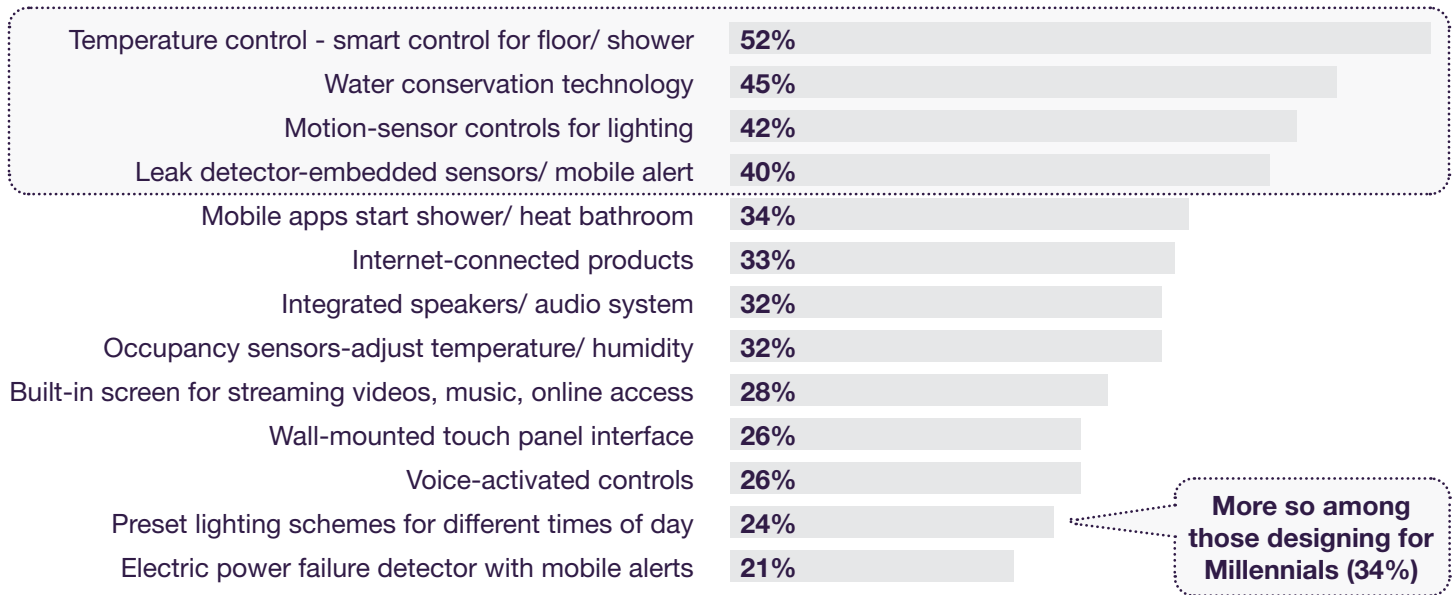 Temperature control - smart control for floor/ shower 52%
Water conservation technology 45%
Motion-sensor controls for lighting 42%
Leak detector-embedded sensors/ mobile alert 40%
Mobile apps start shower/ heat bathroom 34%
Internet-connected products 33%
Integrated speakers/ audio system 32%
Occupancy sensors-adjust temperature/ humidity 32%
Built-in screen for streaming videos, music, online access 28%
Wall-mounted touch panel interface 26%
Voice-activated controls 26%
Preset lighting schemes for different times of day 24%
Electric power failure detector with mobile alerts 21%
More so among
those designing for
Millennials (34%)